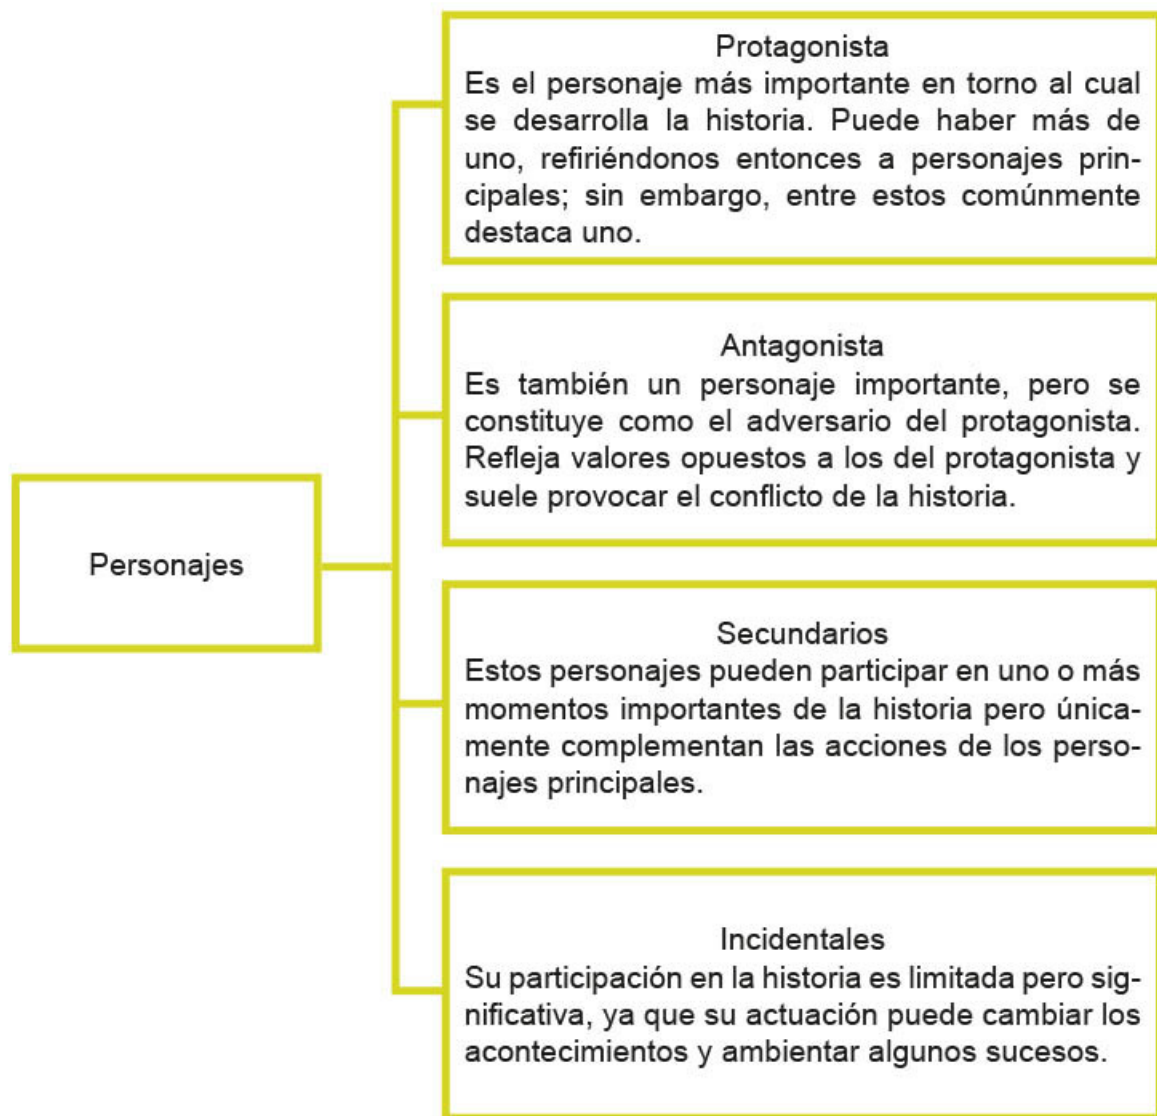 Protagonista
Es el personaje más importante en torno al cual
se desarrolla la historia. Puede haber más de
uno, refiriéndonos entonces a personajes prin-
cipales; sin embargo, entre estos comúnmente
destaca uno.
Antagonista
Es también un personaje importante, pero se
constituye como el adversario del protagonista.
Refleja valores opuestos a los del protagonista y
suele provocar el conflicto de la historia.
Personajes
Secundarios
Estos personajes pueden participar en uno o más
momentos importantes de la historia pero única-
mente complementan las acciones de los perso-
najes principales.
Incidentales
Su participación en la historia es limitada pero sig-
nificativa, ya que su actuación puede cambiar los
acontecimientos y ambientar algunos sucesos.